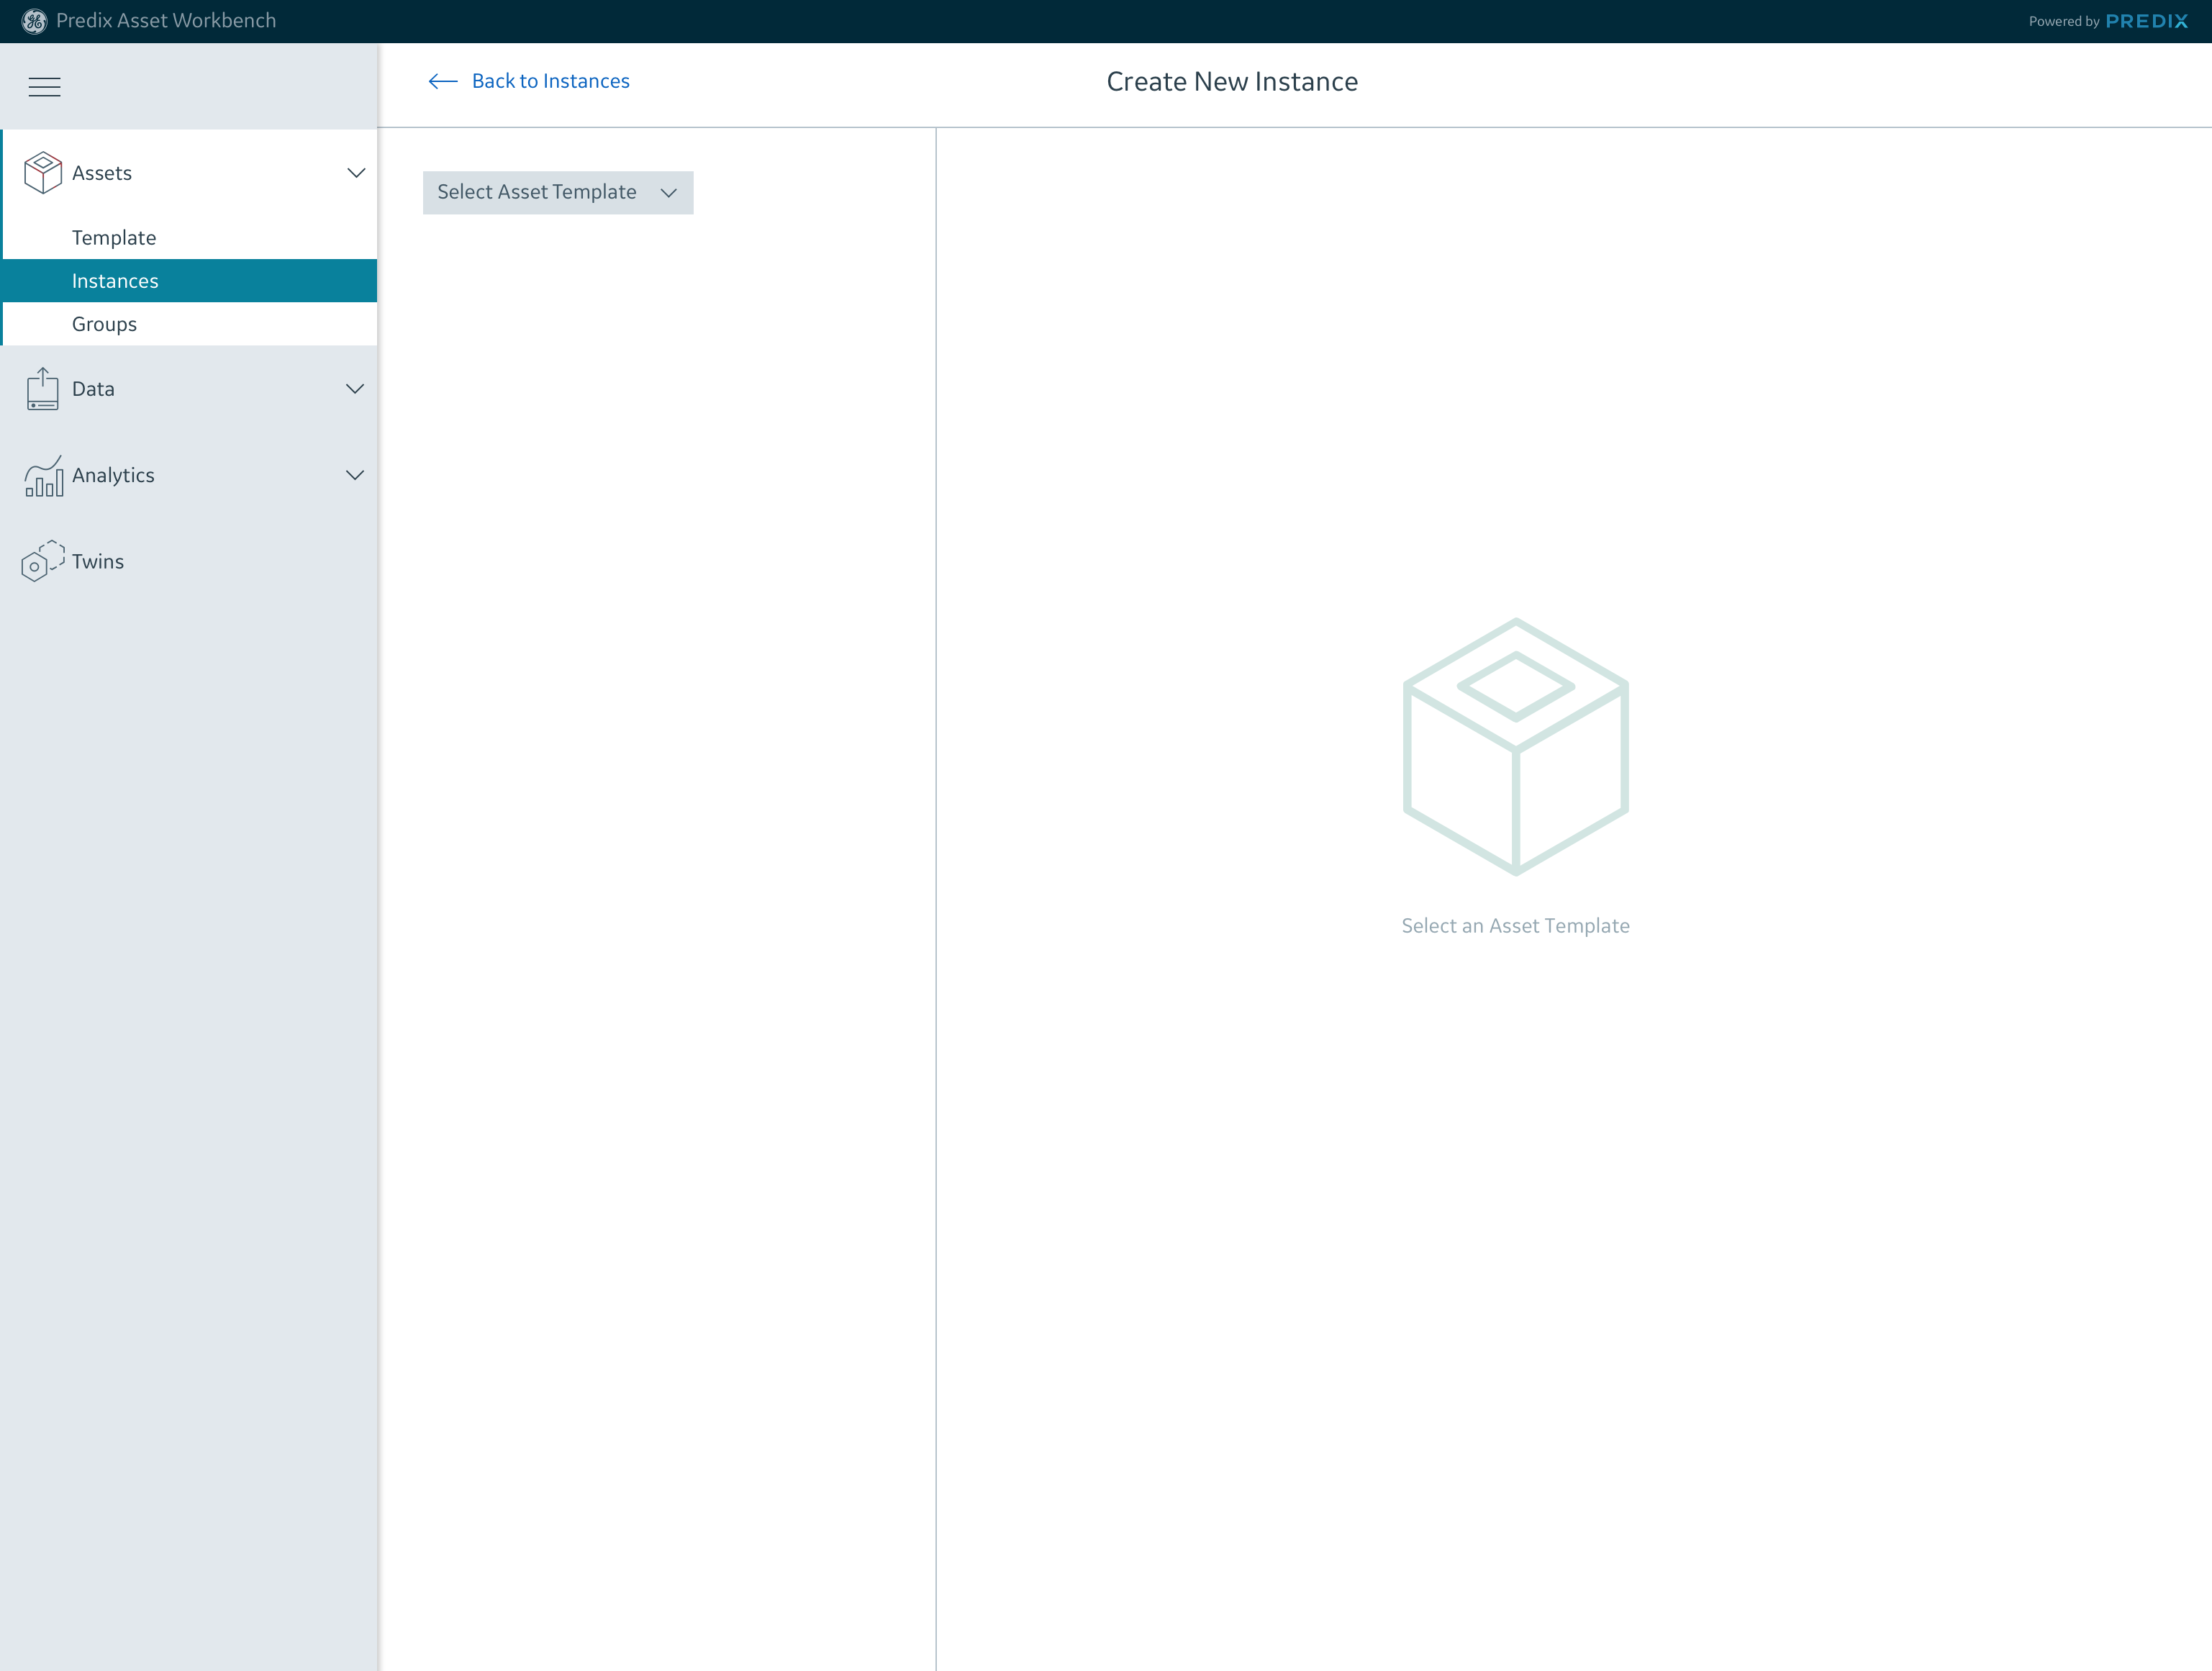 Predix Asset Workbench
Powered by PREDIX
Back to Instances
Create New Instance
Assets
Template
Instances
Groups
Data
Analytics
Twins
Select Asset Template
Select an Asset Template